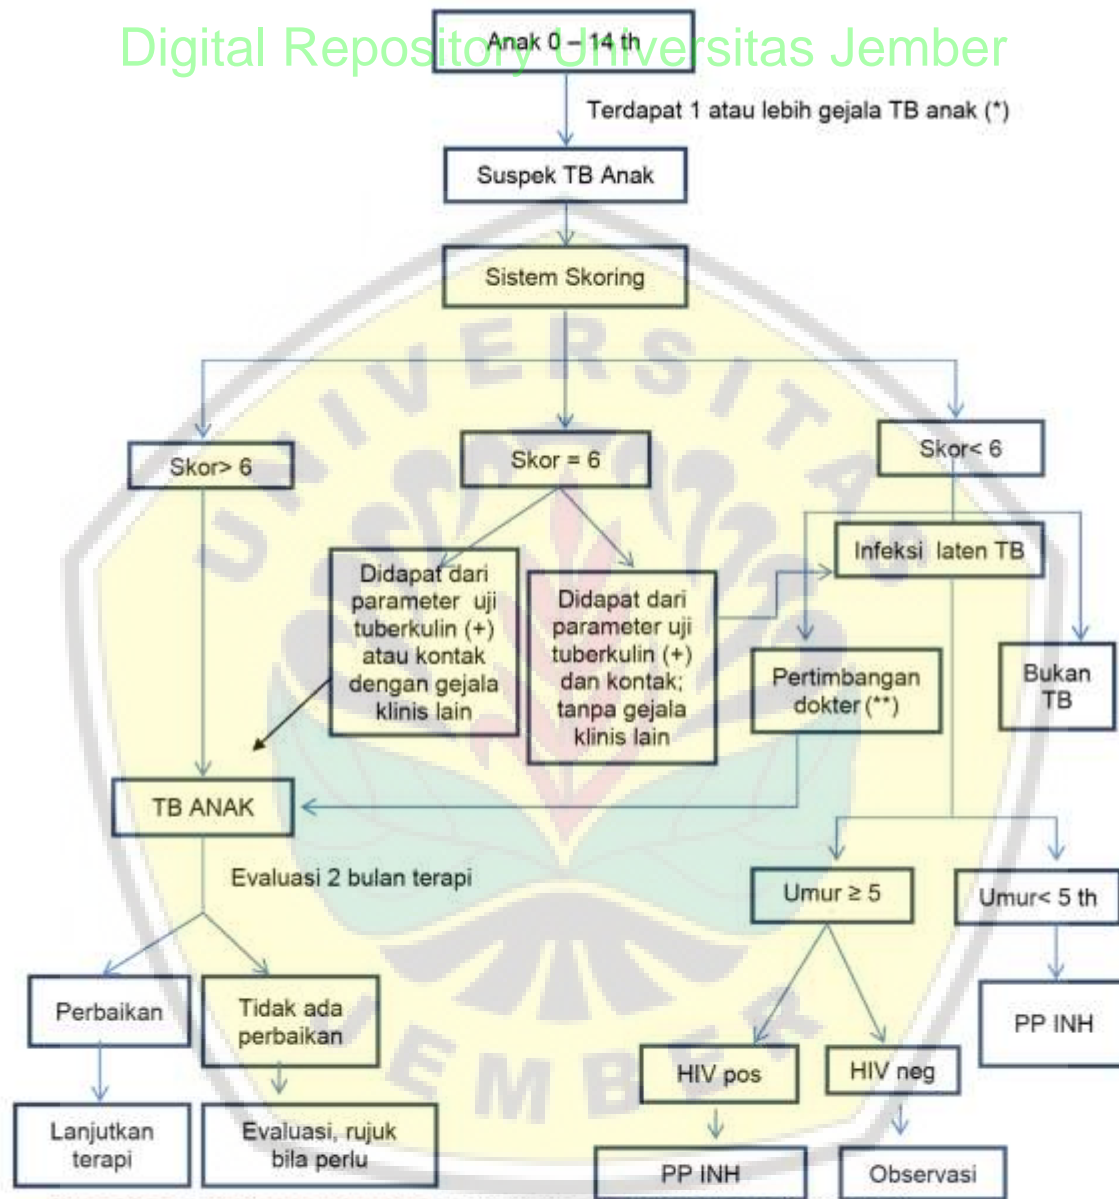 Digital Repository Universitas Jember
Anak 0 – 14 th
Terdapat 1 atau lebih gejala TB anak (*)
Suspek TB Anak
Sistem Skoring
UNIVERSITAS
Skor> 6
Skor = 6
Skor< 6
Didapat dari
parameter uji
tuberkulin (+)
atau kontak
dengan gejala
klinis lain
Didapat dari
parameter uji
tuberkulin (+)
dan kontak;
tanpa gejala
klinis lain
Infeksi laten TB
Pertimbangan
dokter (**)
Bukan
TB
TB ANAK
Evaluasi 2 bulan terapi
Umur ≥ 5
Umur< 5 th
Perbaikan
Tidak ada
perbaikan
PP INH
HIV pos
HIV neg
JEMBER
Lanjutkan
terapi
Evaluasi, rujuk
bila perlu
PP INH
Observasi